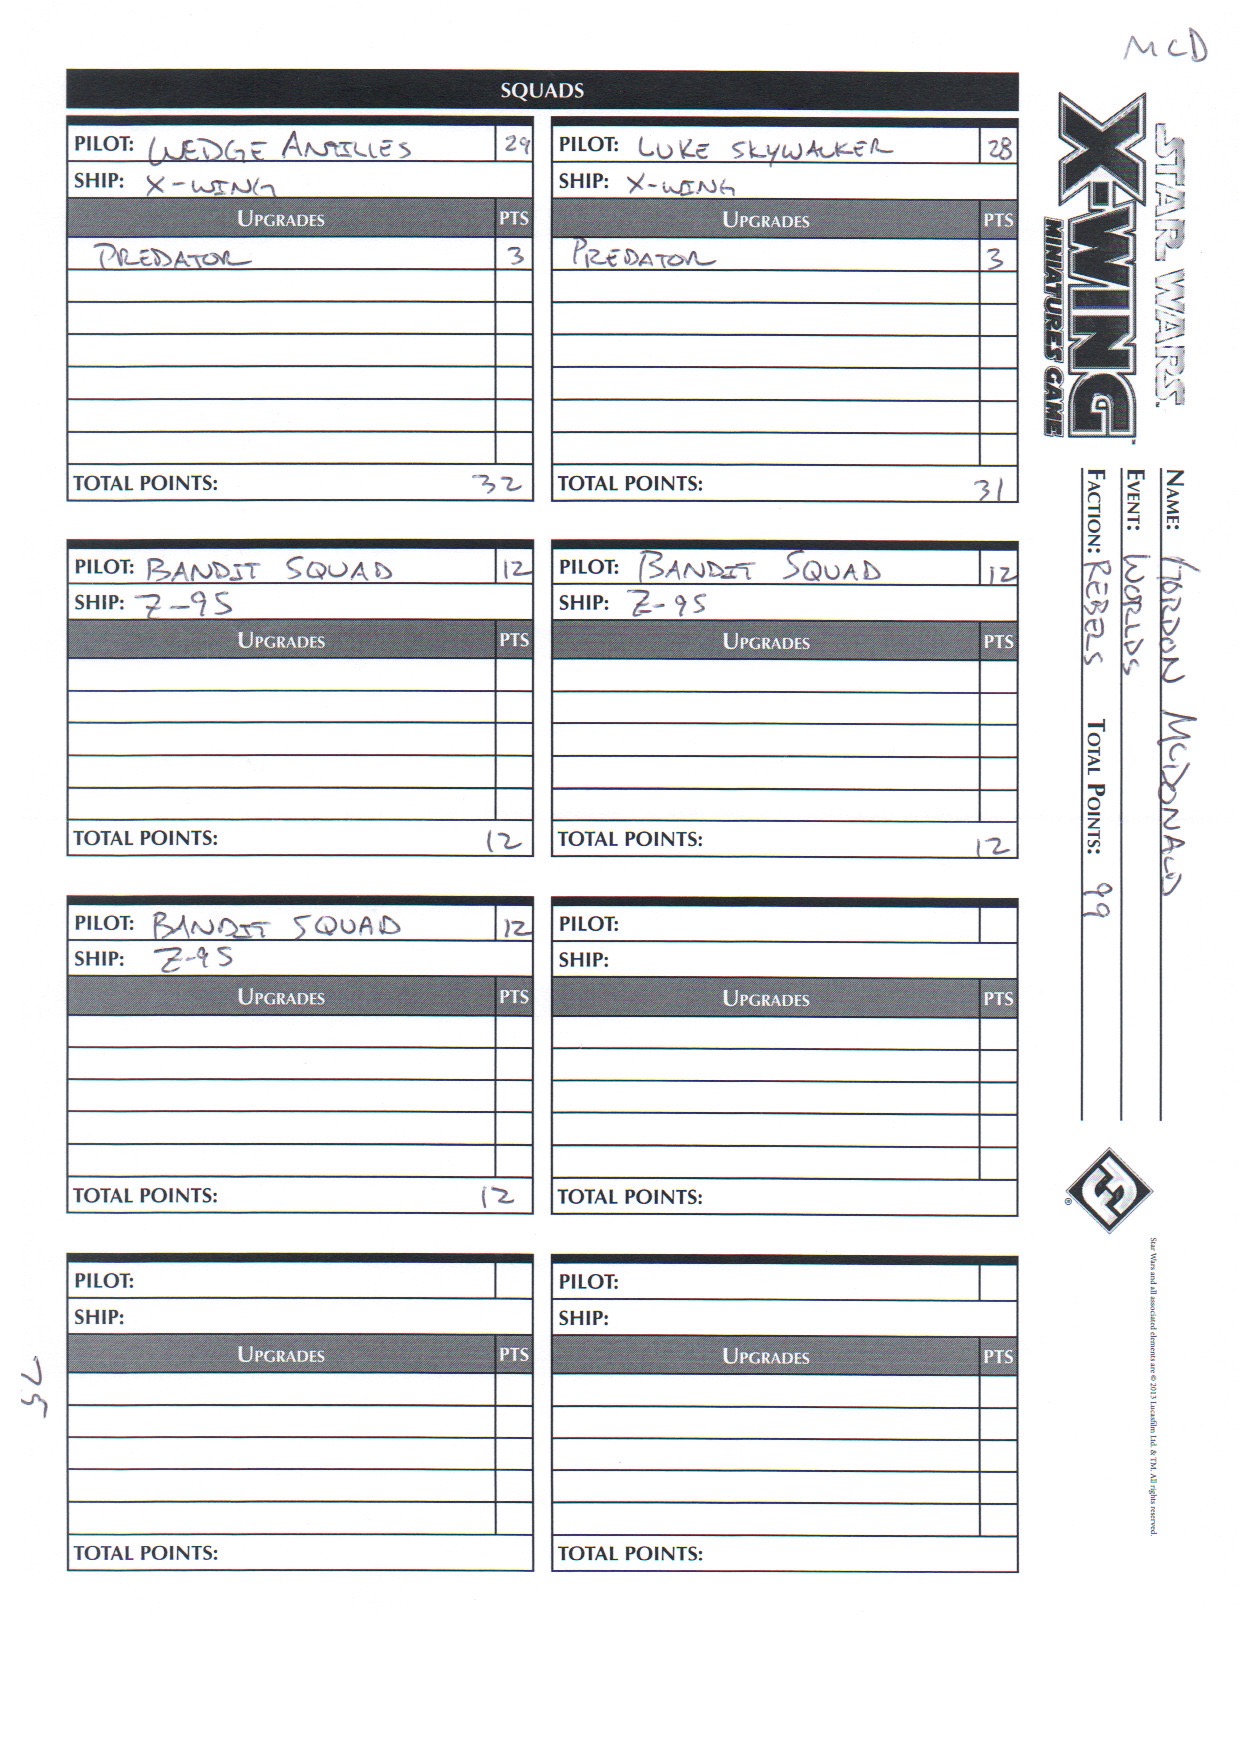 MCD
SQUADS
PILOT: WEDGE ANTILLES 29
SHIP: X-WING
UPGRADES PTS
PREDATOR 3
TOTAL POINTS: 32
PILOT: LUKE SKYWALKER 28
SHIP: X-WING
UPGRADES PTS
PREDATOR 3
TOTAL POINTS: 31
PILOT: BANDIT SQUAD 12
SHIP: Z-95
UPGRADES PTS
TOTAL POINTS: 12
PILOT: BANDIT SQUAD 12
SHIP: Z-95
UPGRADES PTS
TOTAL POINTS: 12
PILOT: BANDIT SQUAD 12
SHIP: Z-95
UPGRADES PTS
TOTAL POINTS: 12
PILOT:
SHIP:
UPGRADES PTS
TOTAL POINTS:
PILOT:
SHIP:
UPGRADES PTS
TOTAL POINTS:
PILOT:
SHIP:
UPGRADES PTS
TOTAL POINTS:
STAR WARS™
X-WING™
MINIATURES GAME
NAME: GORDON MCDONALD
EVENT: WORLDS
FACTION: REBELS TOTAL POINTS: 99
®
Star Wars and all associated elements are © 2013 Lucasfilm Ltd. & TM. All rights reserved.